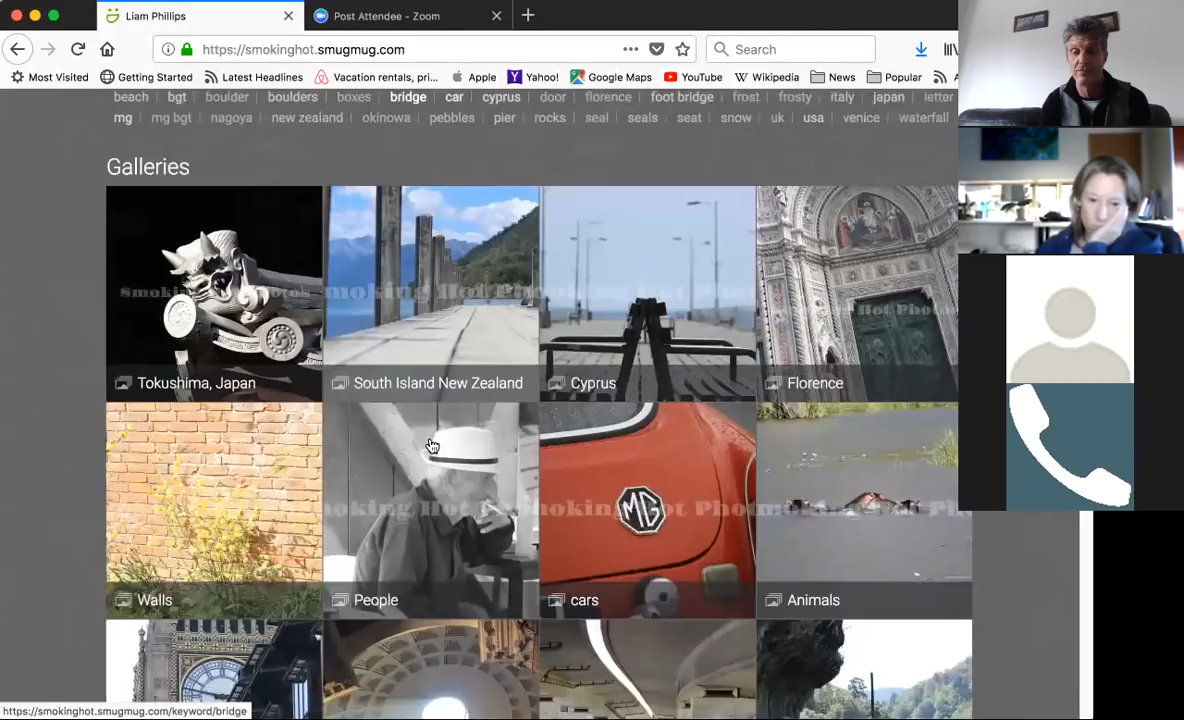 Liam Phillips
Post Attendee - Zoom
https://smokinghot.smugmug.com
Search
Most Visited
Getting Started
Latest Headlines
Vacation rentals, pri...
Apple
Yahoo!
Google Maps
YouTube
Wikipedia
News
Popular
beach bgt boulder boulders boxes bridge car cyprus door florence foot bridge frost frosty italy japan letter
mg mg bgt nagoya new zealand okinowa pebbles pier rocks seal seals seat snow uk usa venice waterfall
Galleries
Tokushima, Japan
South Island New Zealand
Cyprus
Florence
MG
Walls
People
cars
Animals
https://smokinghot.smugmug.com/keyword/bridge